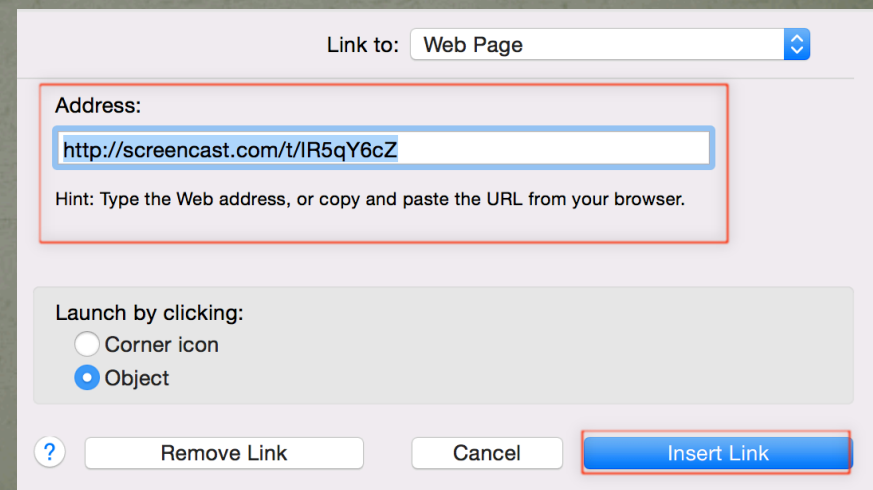 Link to: Web Page
Address:
http://screencast.com/t/lR5qY6cZ
Hint: Type the Web address, or copy and paste the URL from your browser.
Launch by clicking:
Corner icon
Object
? Remove Link Cancel Insert Link